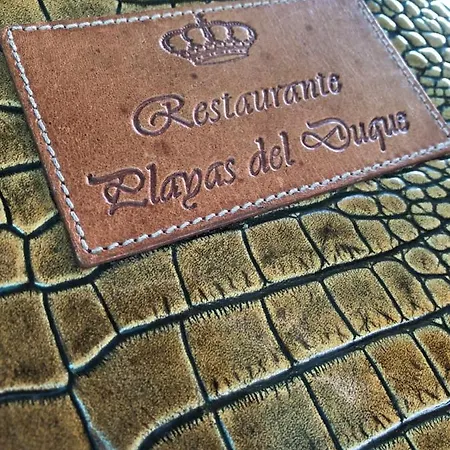 Restaurante
Playas del Duque